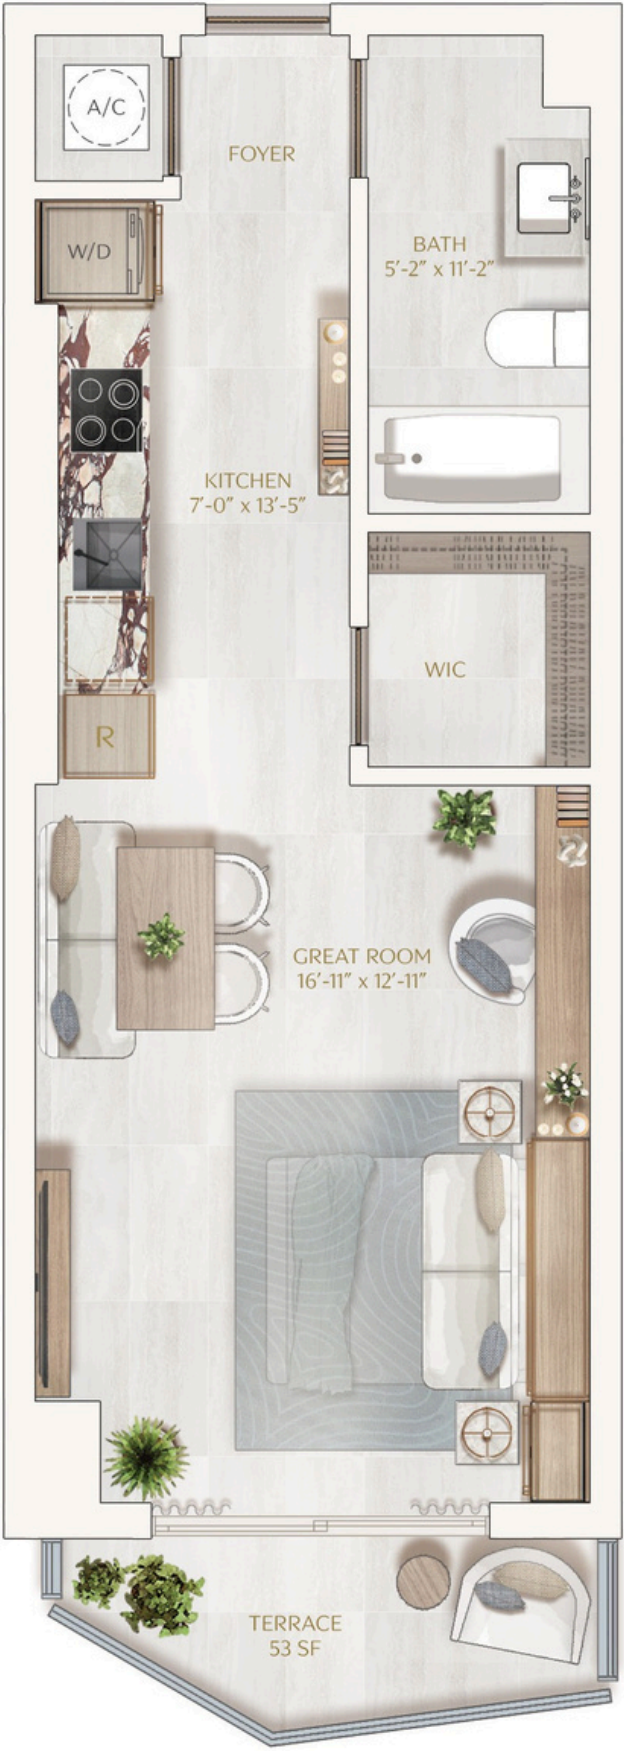 A/C
FOYER
W/D
BATH
5'-2" x 11'-2"
KITCHEN
7'-0" x 13'-5"
WIC
R
GREAT ROOM
16'-11" x 12'-11"
TERRACE
53 SF